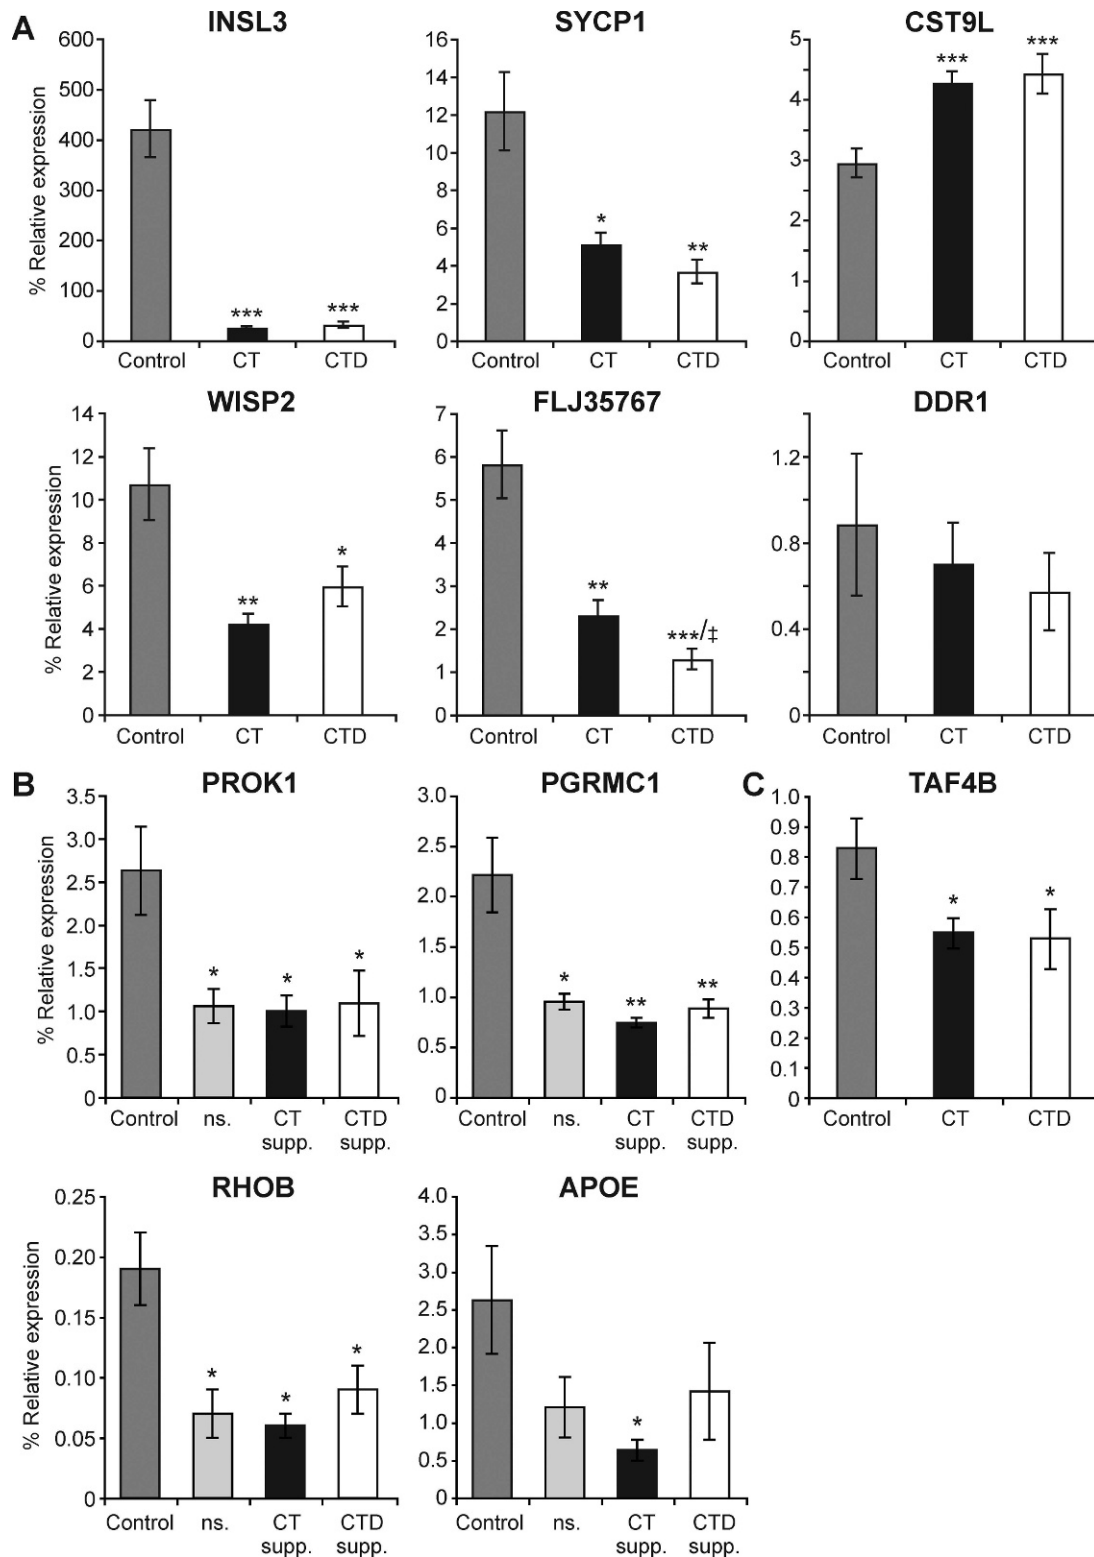 A
INSL3
SYCP1
CST9L
% Relative expression
600
500
400
300
200
100
0
***
***
Control
CT
CTD
16
14
12
10
8
6
4
2
0
*
**
Control
CT
CTD
5
4
3
2
1
0
***
***
Control
CT
CTD
WISP2
FLJ35767
DDR1
% Relative expression
14
12
10
8
6
4
2
0
**
*
Control
CT
CTD
7
6
5
4
3
2
1
0
**
***/‡
Control
CT
CTD
1.2
0.8
0.4
0
Control
CT
CTD
B
PROK1
PGRMC1
C
TAF4B
% Relative expression
3.5
3.0
2.5
2.0
1.5
1.0
0.5
0
*
*
*
Control
ns.
CT
supp.
CTD
supp.
3.0
2.5
2.0
1.5
1.0
0.5
0
*
**
**
Control
ns.
CT
supp.
CTD
supp.
1.0
0.9
0.8
0.7
0.6
0.5
0.4
0.3
0.2
0.1
0
*
*
Control
CT
CTD
RHOB
APOE
% Relative expression
0.25
0.20
0.15
0.10
0.05
0
*
*
*
Control
ns.
CT
supp.
CTD
supp.
4.0
3.5
3.0
2.5
2.0
1.5
1.0
0.5
0
*
Control
ns.
CT
supp.
CTD
supp.